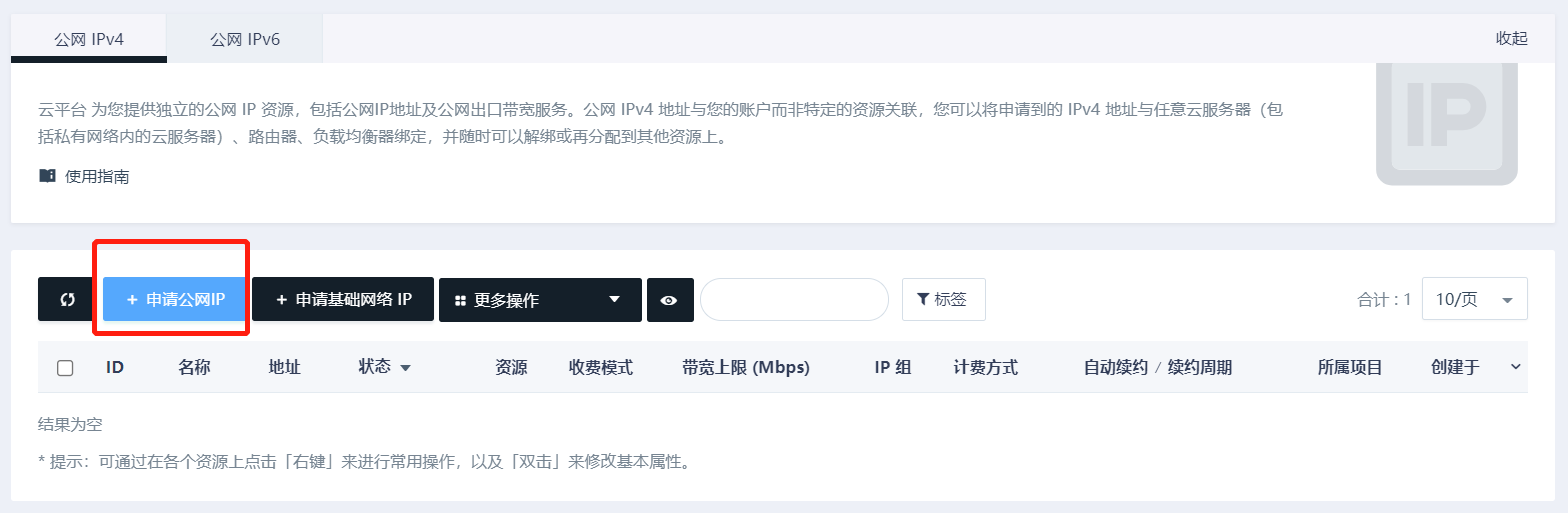 公网 IPv4
公网 IPv6
收起
云平台 为您提供独立的公网 IP 资源，包括公网IP地址及公网出口带宽服务。公网 IPv4 地址与您的账户而非特定的资源关联，您可以将申请到的 IPv4 地址与任意云服务器（包
括私有网络内的云服务器）、路由器、负载均衡器绑定，并随时可以解绑或再分配到其他资源上。
IP
使用指南
+ 申请公网IP
+ 申请基础网络 IP
更多操作
标签
合计：1
10/页
ID
名称
地址
状态
资源
收费模式
带宽上限 (Mbps)
IP 组
计费方式
自动续约 / 续约周期
所属项目
创建于
结果为空
* 提示：可通过在各个资源上点击「右键」来进行常用操作，以及「双击」来修改基本属性。